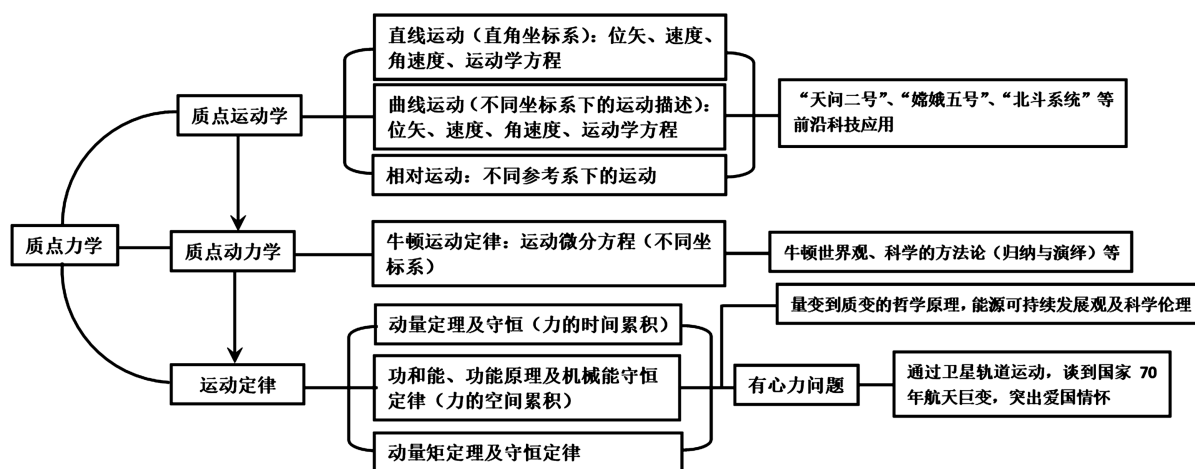 直线运动（直角坐标系）：位矢、速度、
角速度、运动学方程
质点运动学
曲线运动（不同坐标系下的运动描述）：
位矢、速度、角速度、运动学方程
“天问二号”、“嫦娥五号”、“北斗系统”等
前沿科技应用
相对运动：不同参考系下的运动
质点力学
质点动力学
牛顿运动定律：运动微分方程（不同坐
标系）
牛顿世界观、科学的方法论（归纳与演绎）等
量变到质变的哲学原理，能源可持续发展观及科学伦理
动量定理及守恒（力的时间累积）
运动定律
功和能、功能原理及机械能守恒
定律（力的空间累积）
有心力问题
通过卫星轨道运动，谈到国家 70
年航天巨变，突出爱国情怀
动量矩定理及守恒定律